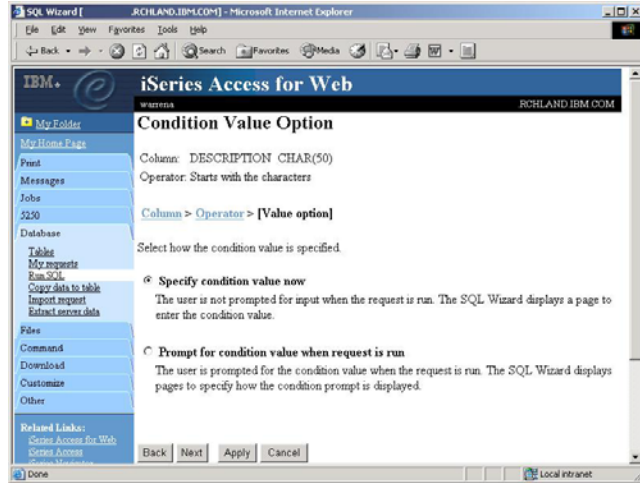 SQL Wizard [ .RCHLAND.IBM.COM] - Microsoft Internet Explorer
File Edit View Favorites Tools Help
Back Search Favorites Media
IBM.
iSeries Access for Web
warrena RCHLAND.IBM.COM
My Folder
My Home Page
Print
Messages
Jobs
5250
Database
Tables
My requests
Run SQL
Copy data to table
Import request
Extract server data
Files
Command
Download
Customize
Other
Related Links:
iSeries Access for Web
iSeries Access
Condition Value Option
Column: DESCRIPTION CHAR(50)
Operator: Starts with the characters
Column > Operator > [Value option]
Select how the condition value is specified.
Specify condition value now
The user is not prompted for input when the request is run. The SQL Wizard displays a page to
enter the condition value.
Prompt for condition value when request is run
The user is prompted for the condition value when the request is run. The SQL Wizard displays
pages to specify how the condition prompt is displayed.
Back Next Apply Cancel
Done Local intranet